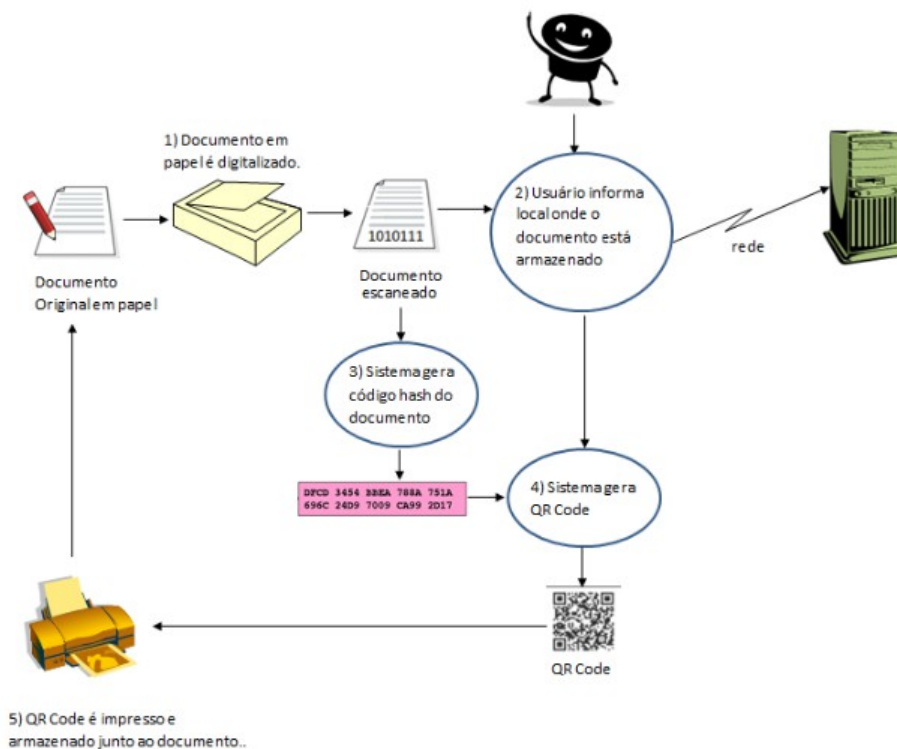 1) Documento em
papel é digitalizado.
2) Usuário informa
local onde o
documento está
armazenado
rede
1010111
Documento
Original em papel
Documento
escaneado
3) Sistema gera
código hash do
documento
DFCD 3454 BBEA 788A 751A
696C 24D9 7009 CA99 2D17
4) Sistema gera
QR Code
QR Code
5) QR Code é impresso e
armazenado junto ao documento..